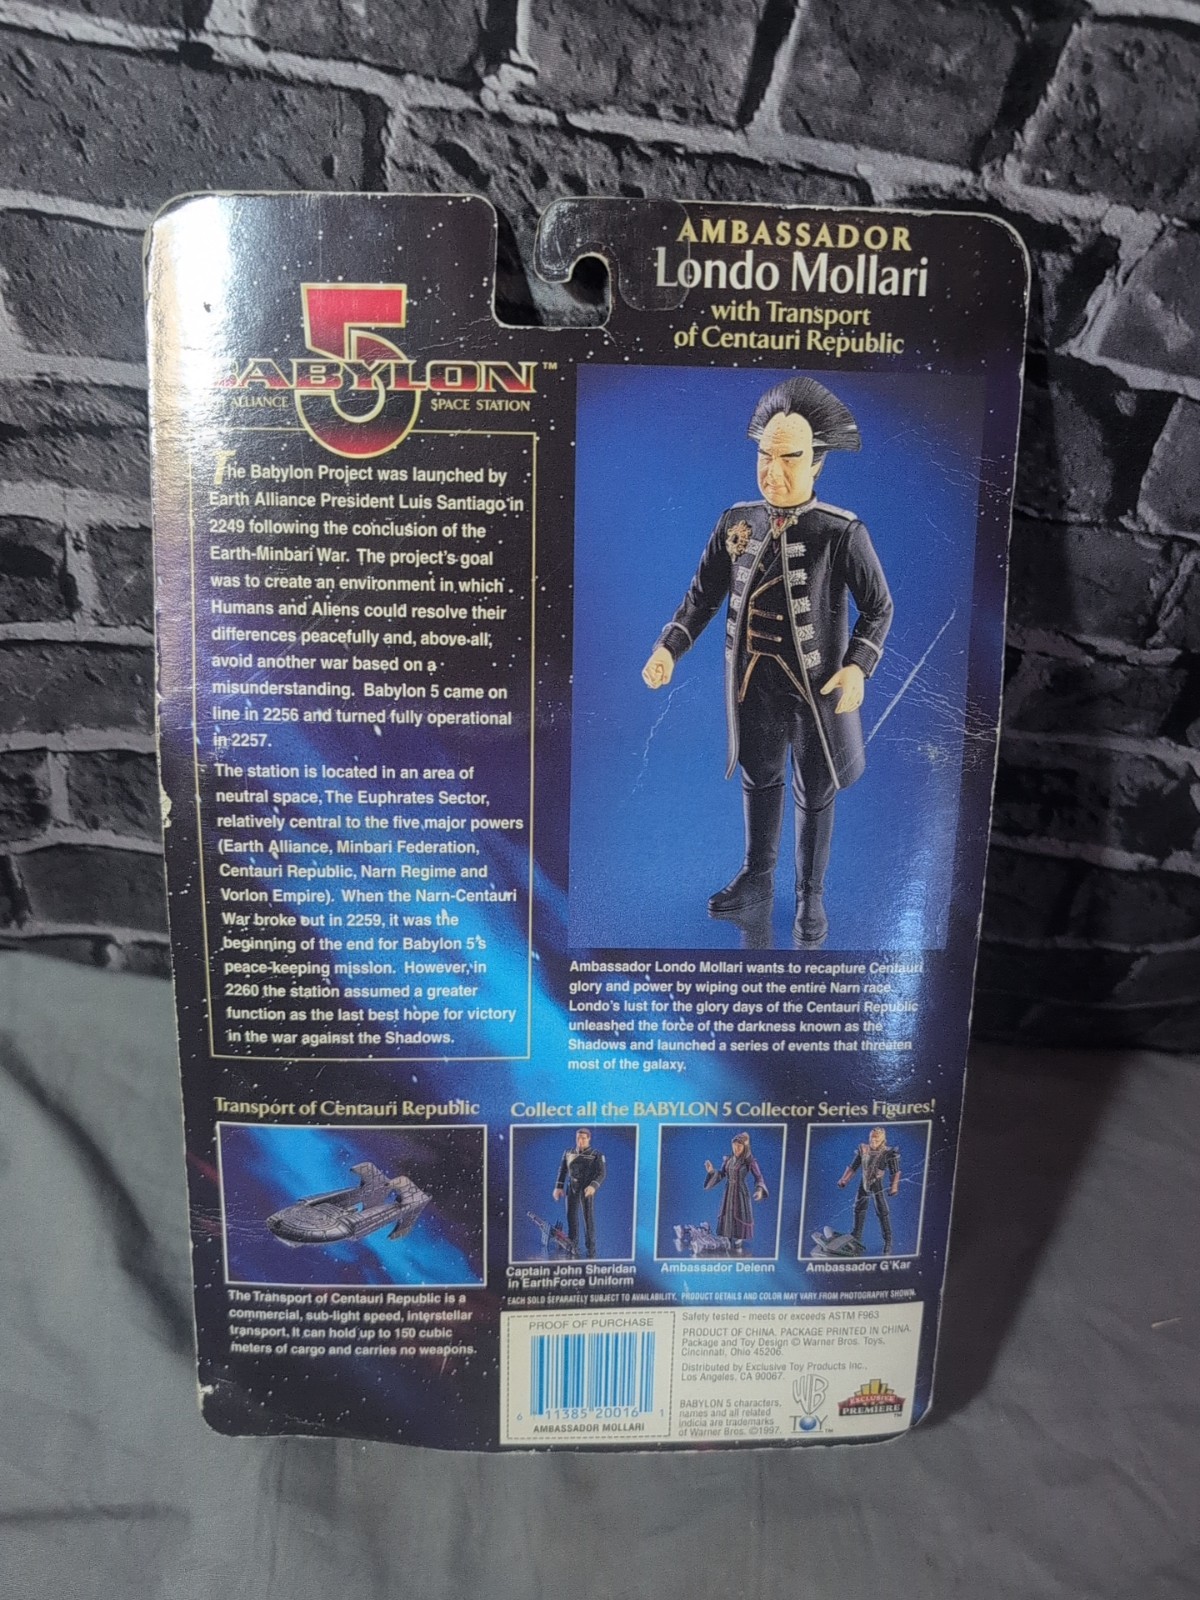 AMBASSADOR
Londo Mollari
with Transport
of Centauri Republic
5
BABYLON™
ALLIANCE SPACE STATION
The Babylon Project was launched by
Earth Alliance President Luis Santiago in
2249 following the conclusion of the
Earth-Minbari War. The project's goal
was to create an environment in which
Humans and Aliens could resolve their
differences peacefully and, above all,
avoid another war based on a
misunderstanding. Babylon 5 came on
line in 2256 and turned fully operational
in 2257.
The station is located in an area of
neutral space, The Euphrates Sector,
relatively central to the five major powers
(Earth Alliance, Minbari Federation,
Centauri Republic, Narn Regime and
Vorlon Empire). When the Narn-Centauri
War broke out in 2259, it was the
beginning of the end for Babylon 5's
peace-keeping mission. However, in
2260 the station assumed a greater
function as the last best hope for victory
in the war against the Shadows.
Ambassador Londo Mollari wants to recapture Centauri
glory and power by wiping out the entire Narn race.
Londo's lust for the glory days of the Centauri Republic
unleashed the force of the darkness known as the
Shadows and launched a series of events that threaten
most of the galaxy.
Transport of Centauri Republic
The Transport of Centauri Republic is a
commercial, sub-light speed, interstellar
transport. It can hold up to 150 cubic
meters of cargo and carries no weapons.
Collect all the BABYLON 5 Collector Series Figures!
Captain John Sheridan
in EarthForce Uniform
Ambassador Delenn
Ambassador G'Kar
EACH SOLD SEPARATELY SUBJECT TO AVAILABILITY. PRODUCT DETAILS AND COLOR MAY VARY FROM PHOTOGRAPHY SHOWN.
PROOF OF PURCHASE
6 11385 20016 1
AMBASSADOR MOLLARI
Safety tested - meets or exceeds ASTM F963
PRODUCT OF CHINA. PACKAGE PRINTED IN CHINA.
Package and Toy Design © Warner Bros. Toys,
Cincinnati, Ohio 45206.
Distributed by Exclusive Toy Products Inc.,
Los Angeles, CA 90067.
BABYLON 5 characters,
names and all related
indicia are trademarks
of Warner Bros. ©1997.
WB
TOY™
EXCLUSIVE
PREMIERE™